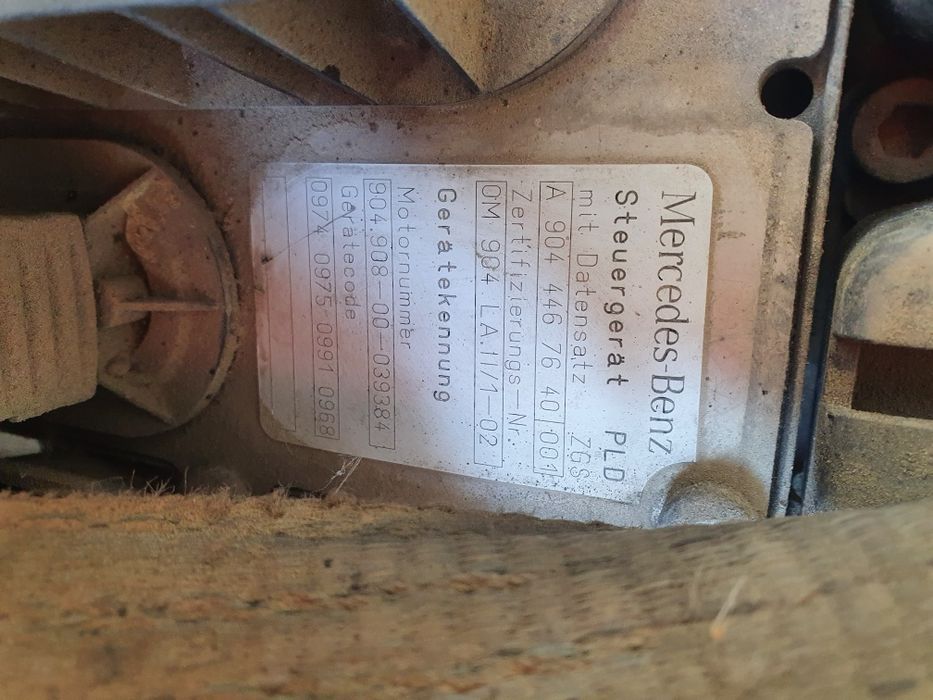 Mercedes-Benz
Steuergerät PLD
mit Datensatz ZGS
A 904 446 76 40 001
Zertifizierungs-Nr.
OM 904 LA.II/1-02
Gerätekennung
Motornummer
904.908-00-039384
Gerätecode
0974 0975 0991 0968